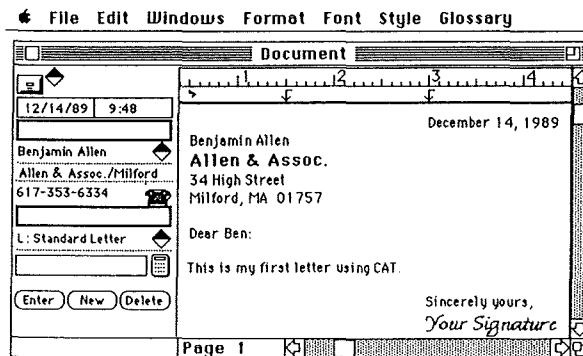 File Edit Windows Format Font Style Glossary
Document
12/14/89 9:48
Benjamin Allen
Allen & Assoc./Milford
617-353-6334
L: Standard Letter
Enter New Delete
1 2 3 4
December 14, 1989
Benjamin Allen
Allen & Assoc.
34 High Street
Milford, MA 01757
Dear Ben:
This is my first letter using CAT.
Sincerely yours,
Your Signature
Page 1